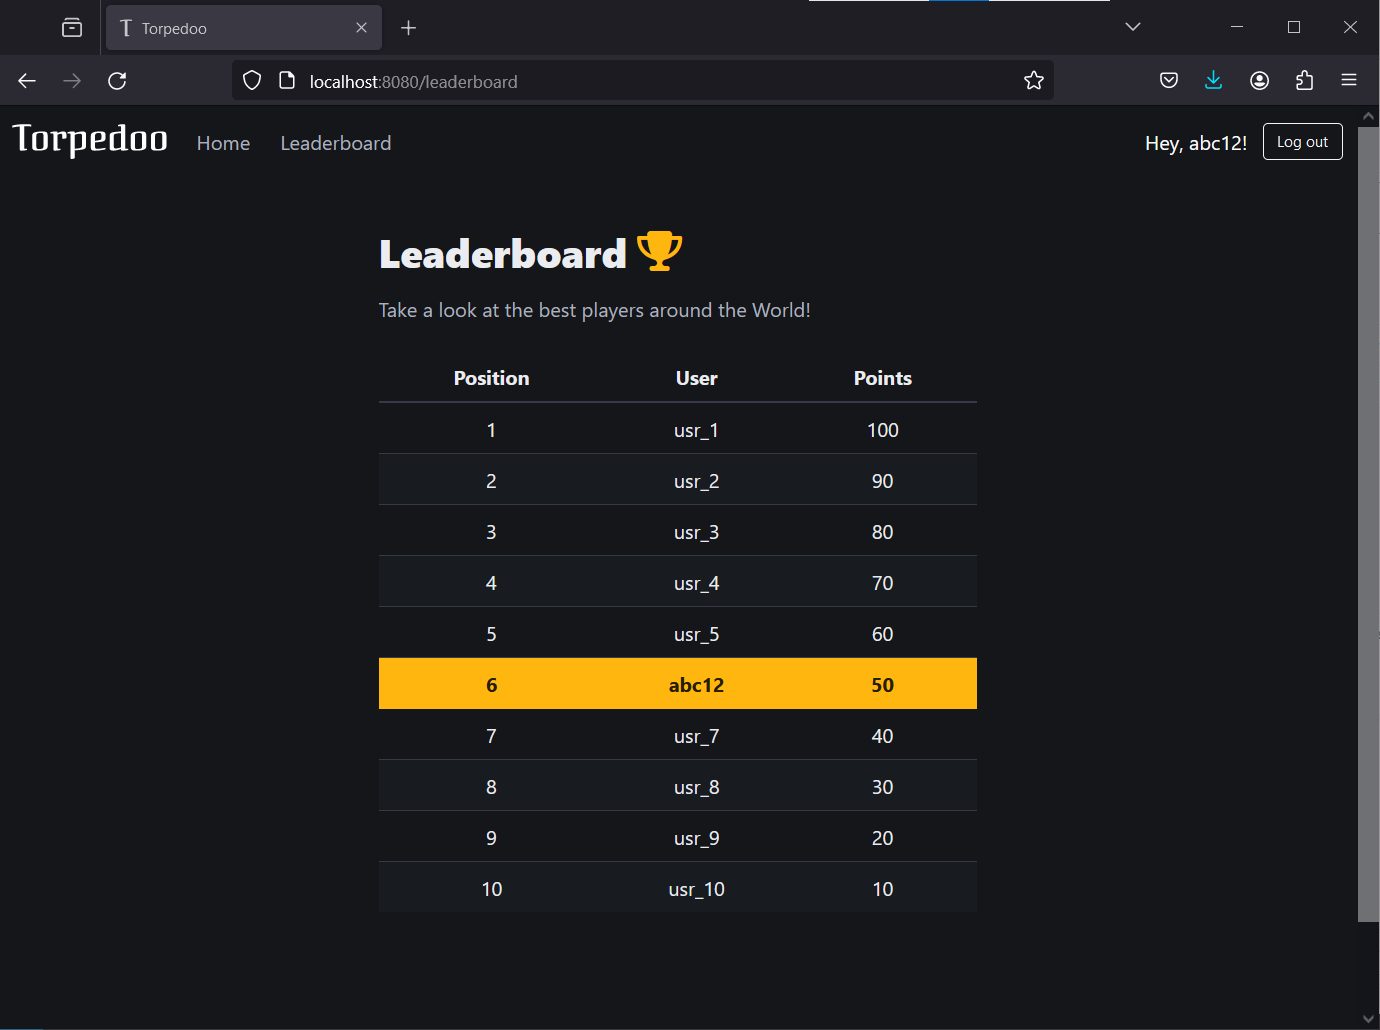 Torpedoo
localhost:8080/leaderboard
Torpedoo Home Leaderboard Hey, abc12! Log out
Leaderboard
Take a look at the best players around the World!
Position User Points
1 usr_1 100
2 usr_2 90
3 usr_3 80
4 usr_4 70
5 usr_5 60
6 abc12 50
7 usr_7 40
8 usr_8 30
9 usr_9 20
10 usr_10 10